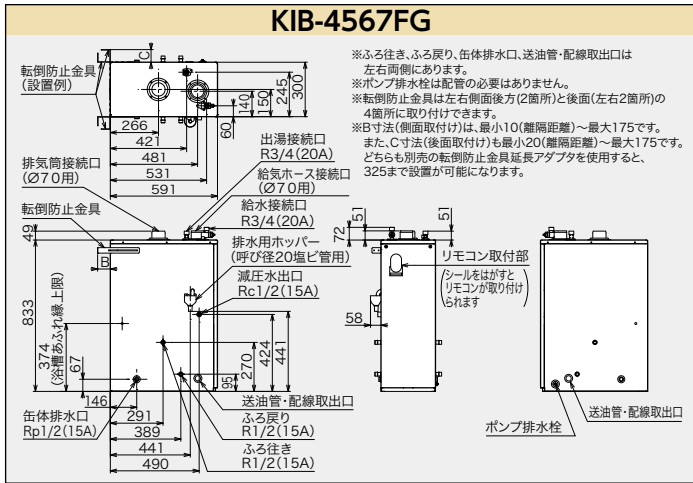 KIB-4567FG
※ふろ往き、ふろ戻り、缶体排水口、送油管・配線取出口は
左右両側にあります。
※ポンプ排水栓は配管の必要はありません。
※転倒防止金具は左右側面後方(2箇所)と後面(左右2箇所)の
4箇所に取り付けできます。
※B寸法(側面取付け)は、最小10(離隔距離)～最大175です。
また、C寸法(後面取付け)も最小20(離隔距離)～最大175です。
どちらも別売の転倒防止金具延長アダプタを使用すると、
325まで設置が可能になります。
転倒防止金具
(設置例)
C
60
140
150
245
300
266
421
481
531
591
排気筒接続口
(Ø70用)
転倒防止金具
出湯接続口
R3/4(20A)
給気ホース接続口
(Ø70用)
給水接続口
R3/4(20A)
排水用ホッパー
(呼び径20塩ビ管用)
減圧水出口
Rc1/2(15A)
49
B
833
374
(※浴槽あふれ縁上限)
67
95
270
424
441
146
291
389
441
490
缶体排水口
Rp1/2(15A)
送油管・配線取出口
ふろ戻り
R1/2(15A)
ふろ往き
R1/2(15A)
72
51
51
58
リモコン取付部
(シールをはがすと
リモコンが取り付け
られます)
ポンプ排水栓
送油管・配線取出口